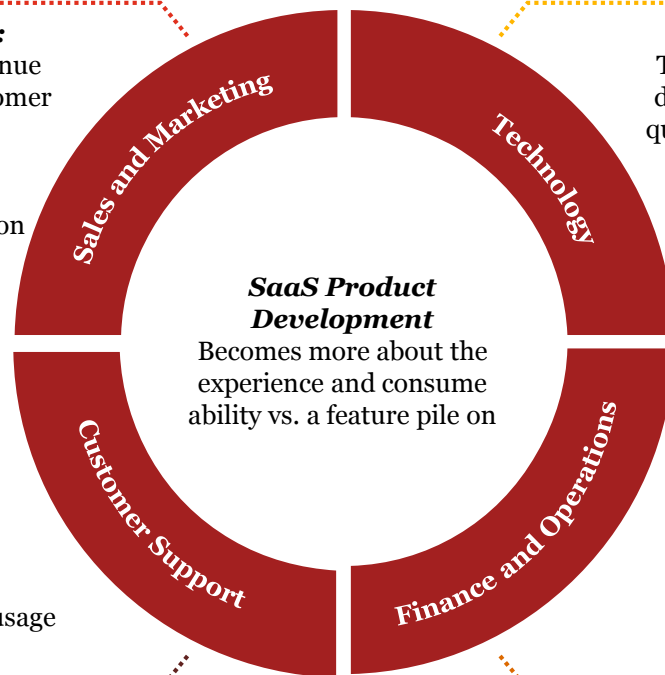 Sales and Marketing
Technology
SaaS Product
Development
Becomes more about the
experience and consume
ability vs. a feature pile on
Customer Support
Finance and Operations
on